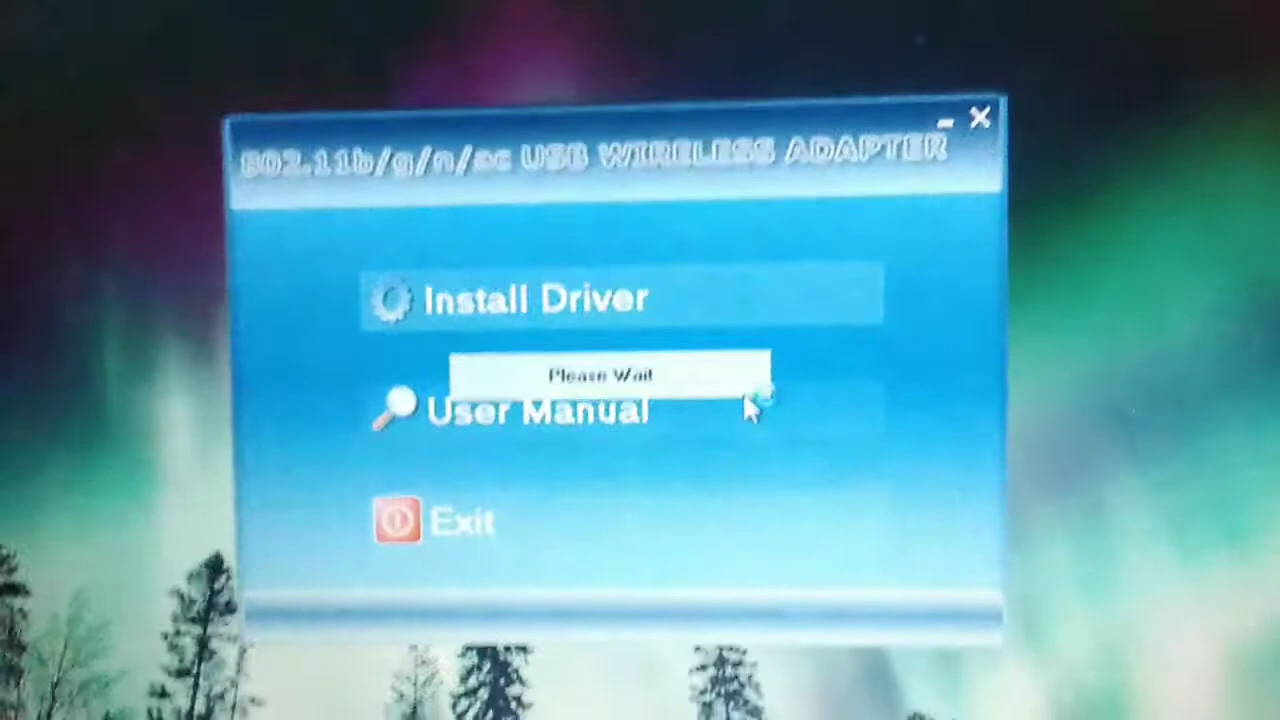 802.11b/g/n/ac USB WIRELESS ADAPTER
Install Driver
Please Wait
User Manual
Exit